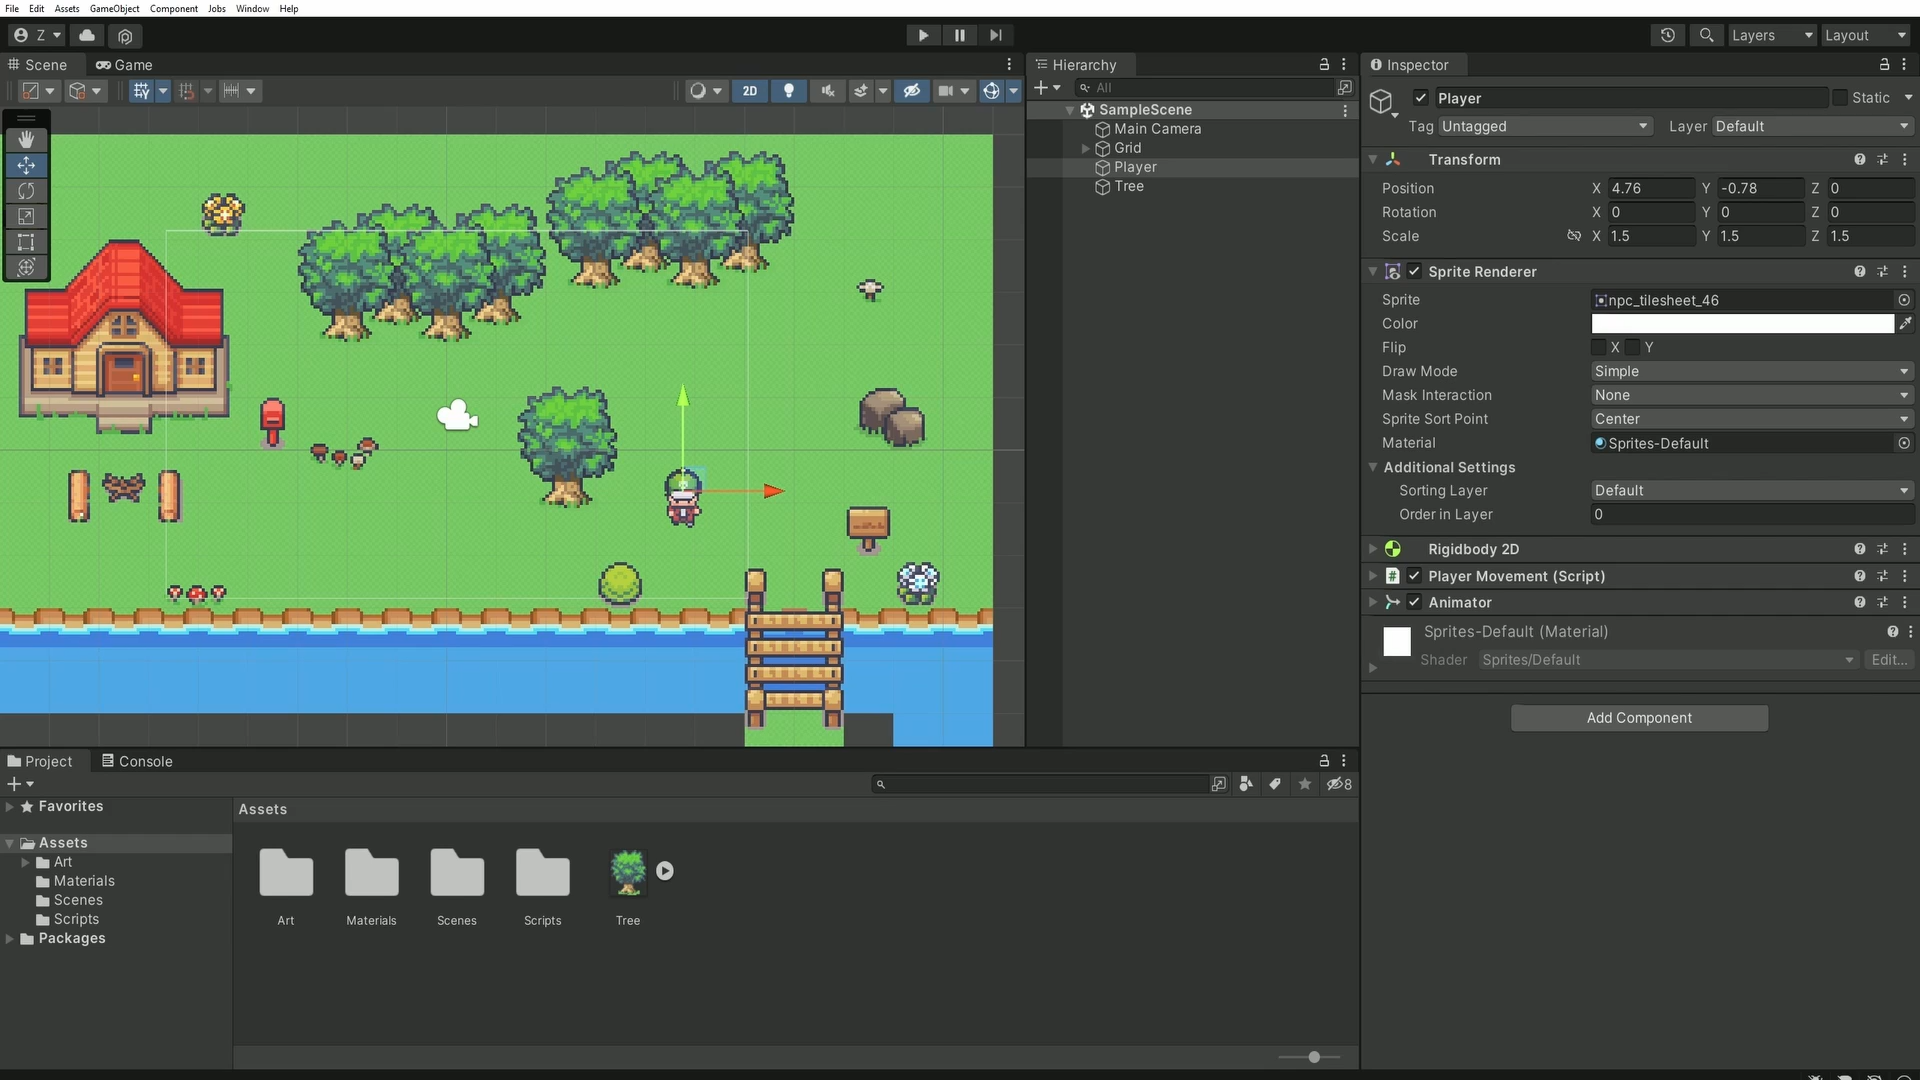 File Edit Assets GameObject Component Jobs Window Help
Z Layers Layout
Scene Game Hierarchy Inspector
2D All
Player Static
Tag Untagged Layer Default
SampleScene
Main Camera
Grid
Player
Tree
Transform
Position X 4.76 Y -0.78 Z 0
Rotation X 0 Y 0 Z 0
Scale X 1.5 Y 1.5 Z 1.5
Sprite Renderer
Sprite npc_tilesheet_46
Color
Flip X Y
Draw Mode Simple
Mask Interaction None
Sprite Sort Point Center
Material Sprites-Default
Additional Settings
Sorting Layer Default
Order in Layer 0
Rigidbody 2D
Player Movement (Script)
Animator
Sprites-Default (Material)
Shader Sprites/Default Edit...
Add Component
Project Console
8
Favorites
Assets
Art
Materials
Scenes
Scripts
Packages
Assets
Art Materials Scenes Scripts Tree